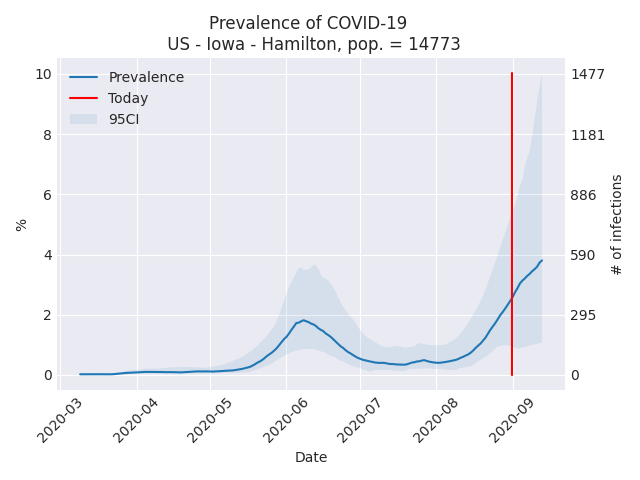 Prevalence of COVID-19
US - Iowa - Hamilton, pop. = 14773
Prevalence
Today
95CI
10
8
6
4
2
0
%
1477
1181
886
590
295
0
# of infections
2020-03
2020-04
2020-05
2020-06
2020-07
2020-08
2020-09
Date